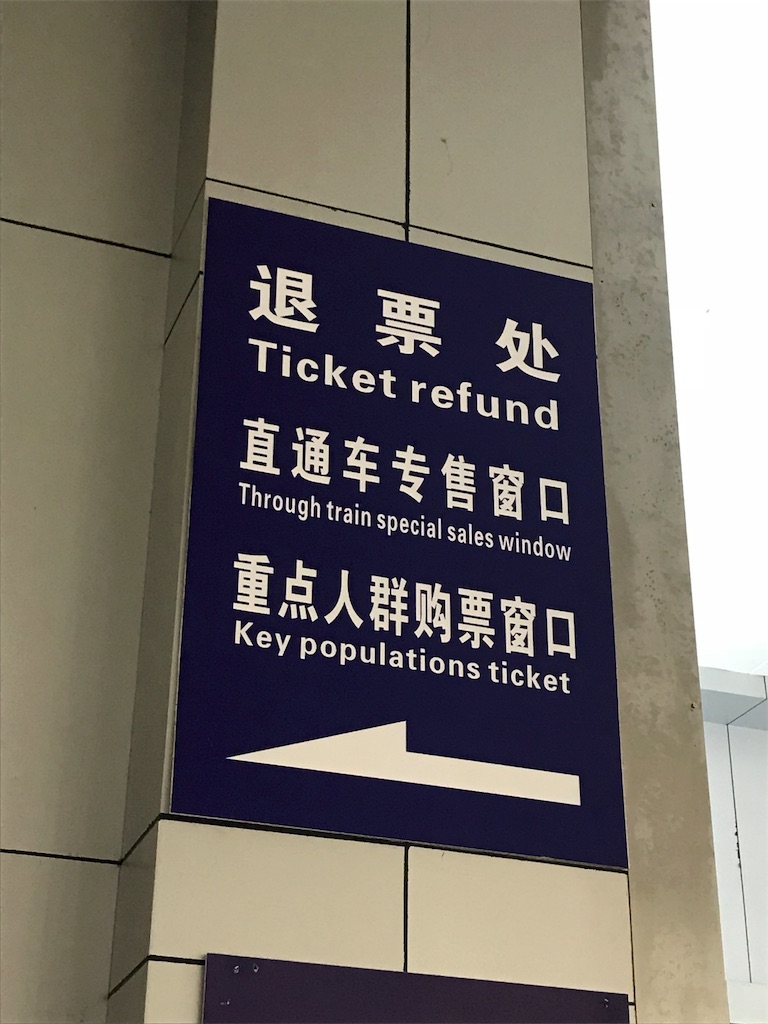 退票处
Ticket refund
直通车专售窗口
Through train special sales window
重点人群购票窗口
Key populations ticket